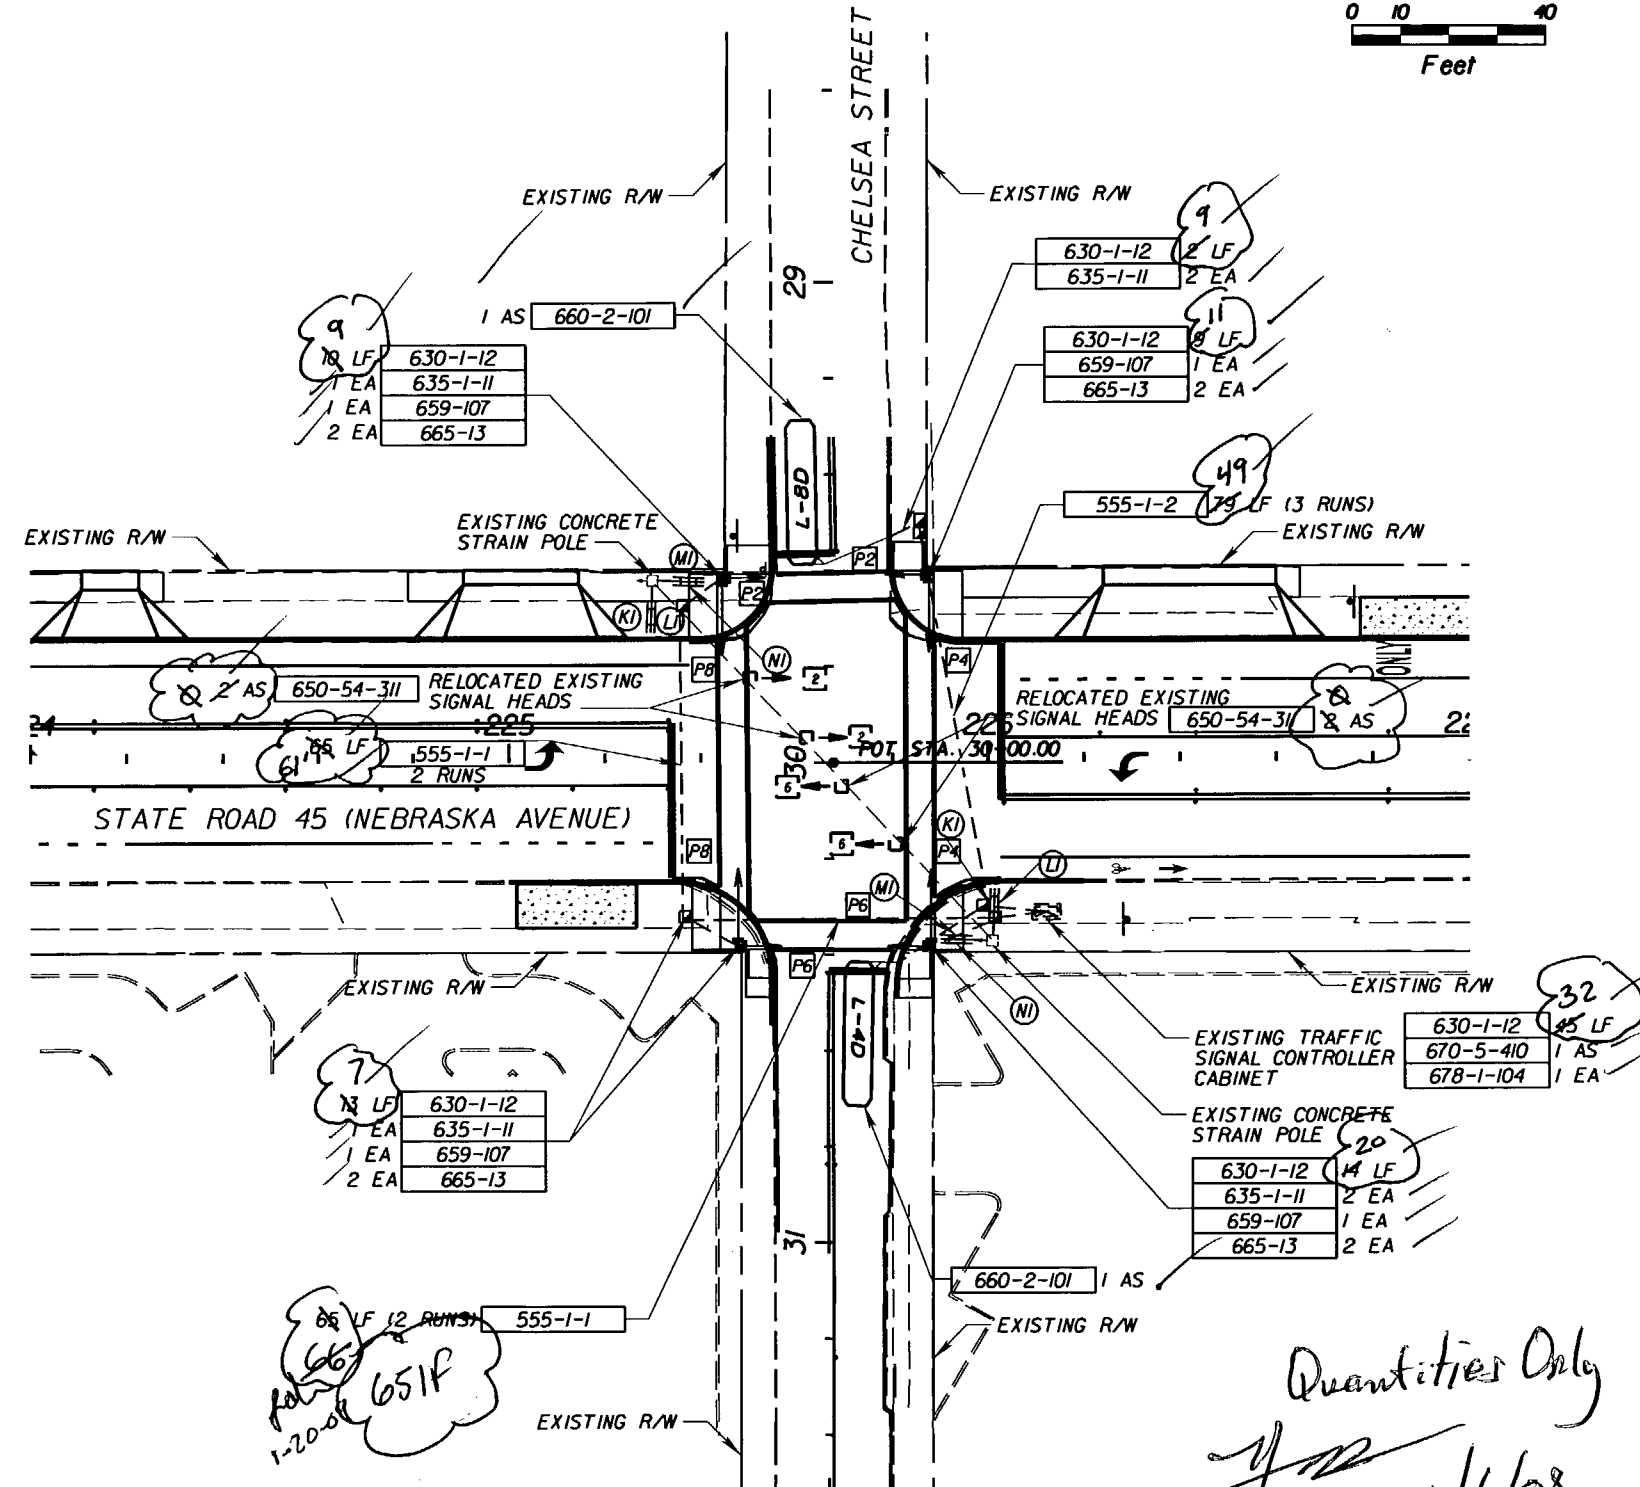 0 10 40
Feet
CHELSEA STREET
EXISTING R/W
EXISTING R/W
9
630-1-12 2 LF
635-1-11 2 EA
29
1 AS 660-2-101
11
630-1-12 9 LF
659-107 1 EA
665-13 2 EA
9
10 LF 630-1-12
1 EA 635-1-11
1 EA 659-107
2 EA 665-13
L-8D
49
555-1-2 79 LF (3 RUNS)
EXISTING R/W
EXISTING R/W
EXISTING CONCRETE
STRAIN POLE
M1
P2
P2
K1
L1
P8
N1
P4
2
0 2 AS 650-54-311
RELOCATED EXISTING
SIGNAL HEADS
RELOCATED EXISTING
SIGNAL HEADS 650-54-311
0
2 AS
ONLY
24
225
226
22
65 LF 555-1-1
61
2 RUNS
2
30
POT STA. 30+00.00
6
STATE ROAD 45 (NEBRASKA AVENUE)
K1
P8
6
P4
L1
M1
P6
P6
EXISTING R/W
EXISTING R/W
N1
L-4D
EXISTING TRAFFIC
SIGNAL CONTROLLER
CABINET
32
630-1-12 45 LF
670-5-410 1 AS
678-1-104 1 EA
7
13 LF 630-1-12
1 EA 635-1-11
1 EA 659-107
2 EA 665-13
EXISTING CONCRETE
STRAIN POLE
20
630-1-12 14 LF
635-1-11 2 EA
659-107 1 EA
665-13 2 EA
31
660-2-101 1 AS
65 LF (2 RUNS) 555-1-1
66
65 lf
EXISTING R/W
EXISTING R/W
Quantities Only